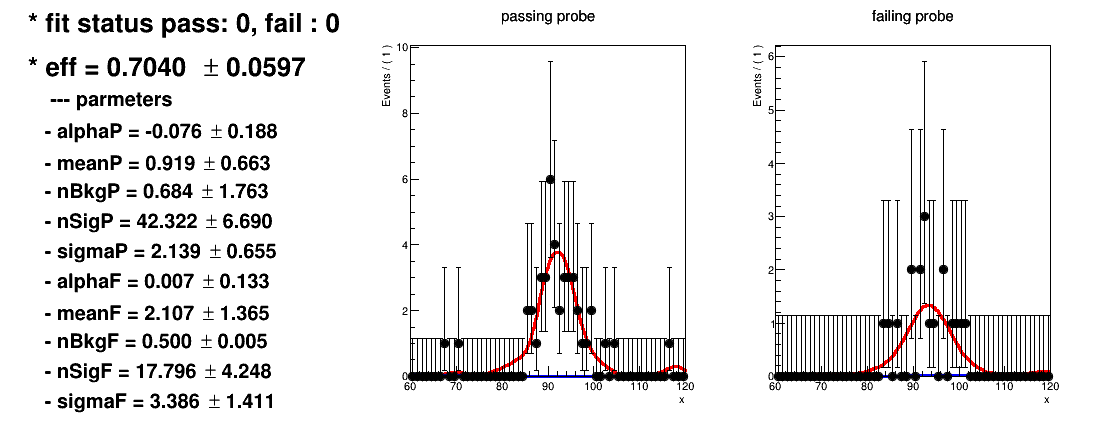 * fit status pass: 0, fail : 0
* eff = 0.7040 ± 0.0597
--- parmeters
- alphaP = -0.076 ± 0.188
- meanP = 0.919 ± 0.663
- nBkgP = 0.684 ± 1.763
- nSigP = 42.322 ± 6.690
- sigmaP = 2.139 ± 0.655
- alphaF = 0.007 ± 0.133
- meanF = 2.107 ± 1.365
- nBkgF = 0.500 ± 0.005
- nSigF = 17.796 ± 4.248
- sigmaF = 3.386 ± 1.411
passing probe
Events / ( 1 )
10
8
6
4
2
0
60 70 80 90 100 110 120
x
failing probe
Events / ( 1 )
6
5
4
3
2
1
0
60 70 80 90 100 110 120
x